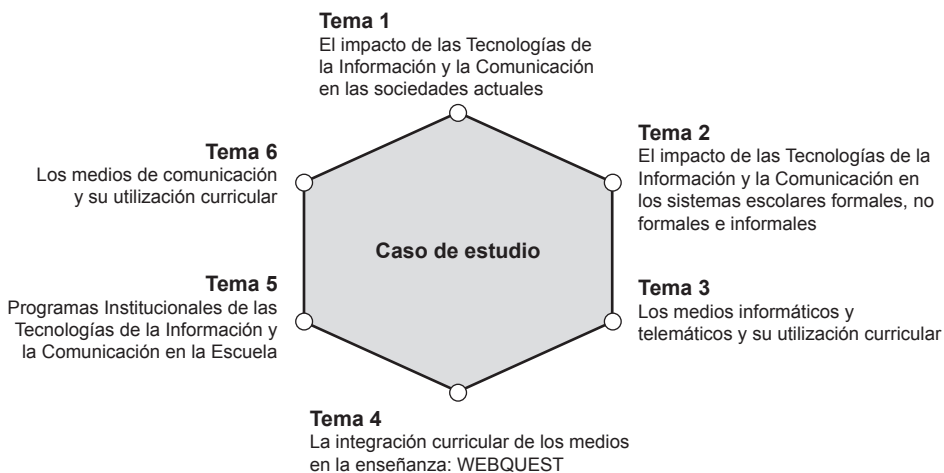 Tema 1
El impacto de las Tecnologías de
la Información y la Comunicación
en las sociedades actuales
Tema 2
El impacto de las Tecnologías de la
Información y la Comunicación en
los sistemas escolares formales, no
formales e informales
Tema 3
Los medios informáticos y
telemáticos y su utilización curricular
Tema 4
La integración curricular de los medios
en la enseñanza: WEBQUEST
Tema 5
Programas Institucionales de las
Tecnologías de la Información y
la Comunicación en la Escuela
Tema 6
Los medios de comunicación
y su utilización curricular
Caso de estudio